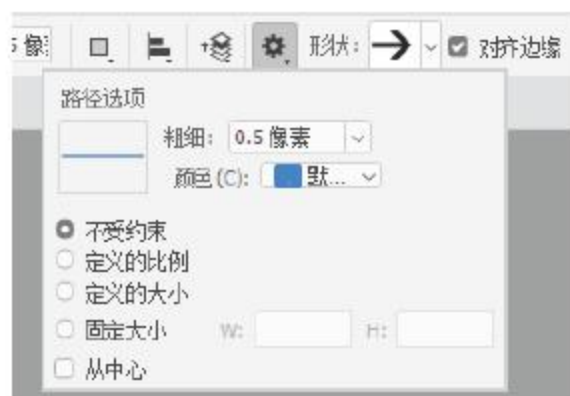 5 像 形状: 对齐边缘
路径选项
粗细: 0.5 像素
颜色(C): 默...
不受约束
定义的比例
定义的大小
固定大小 W: H:
从中心